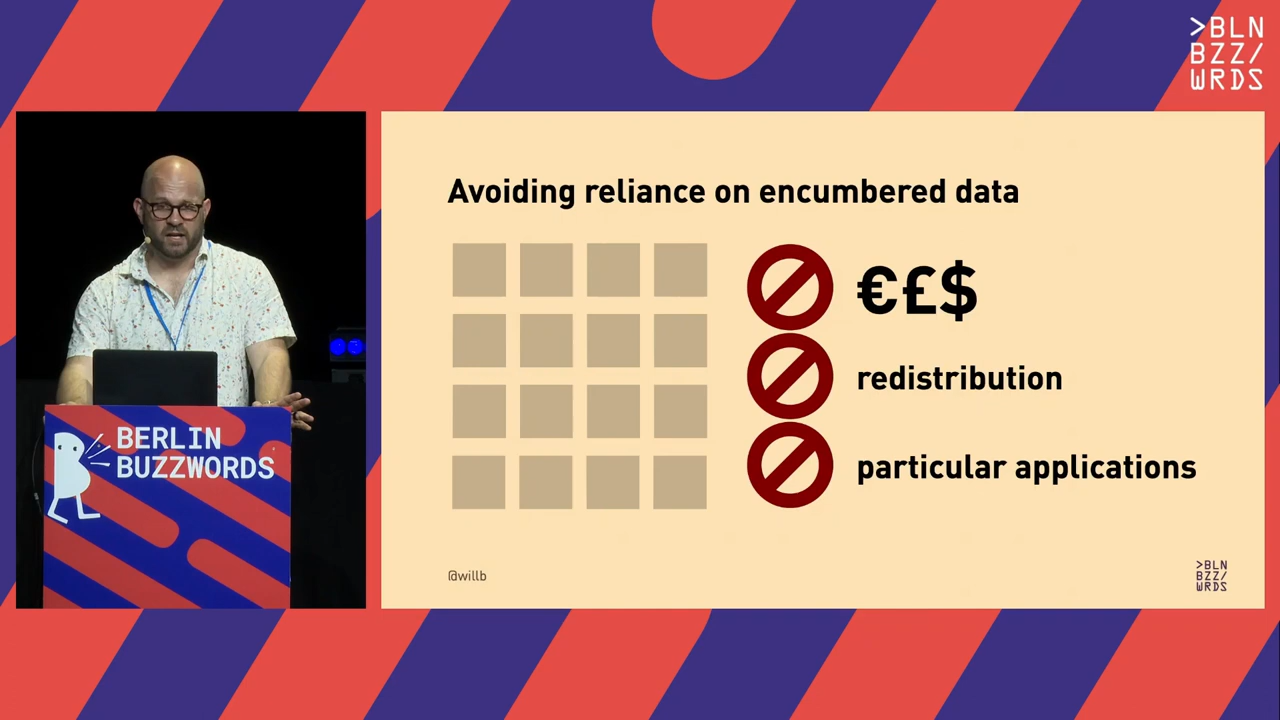 >BLN
BZZ/
WRDS
Avoiding reliance on encumbered data
€£$
redistribution
particular applications
@willb
>BLN
BZZ/
WRDS
BERLIN
BUZZWORDS